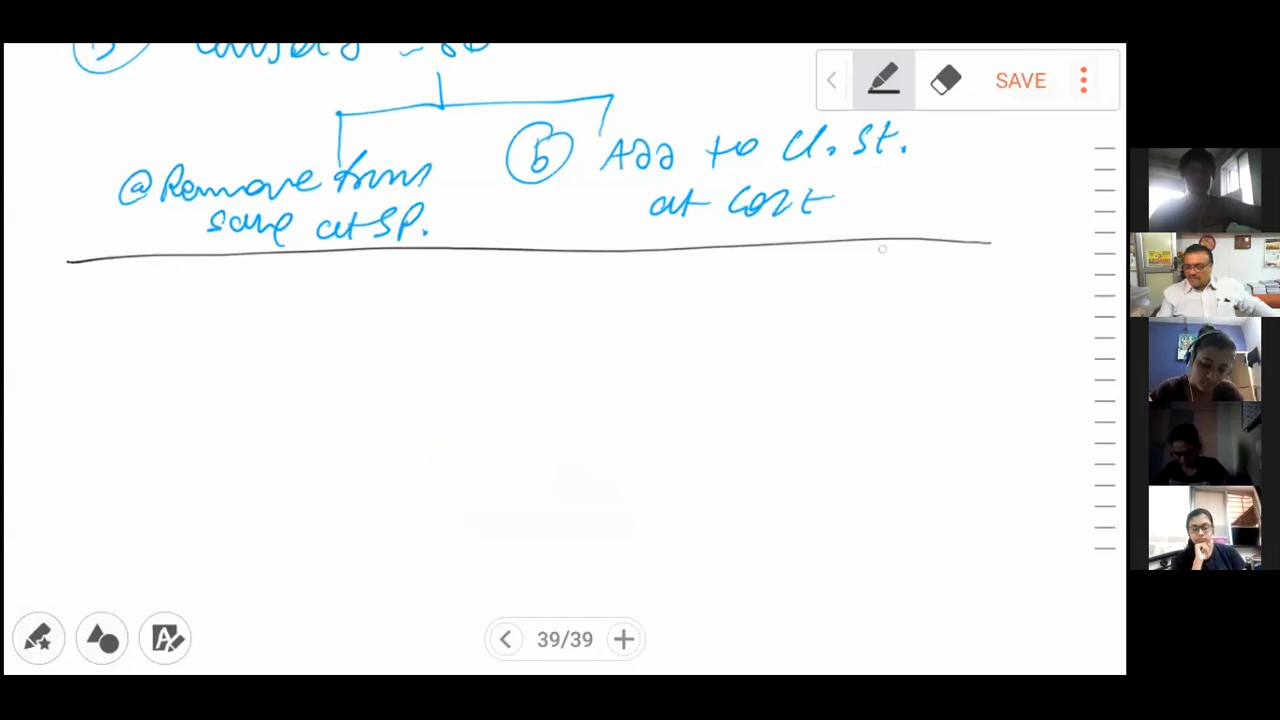 SAVE
b Add to Cl. St.
at Cost
@ Remove from
sale at SP.
39/39